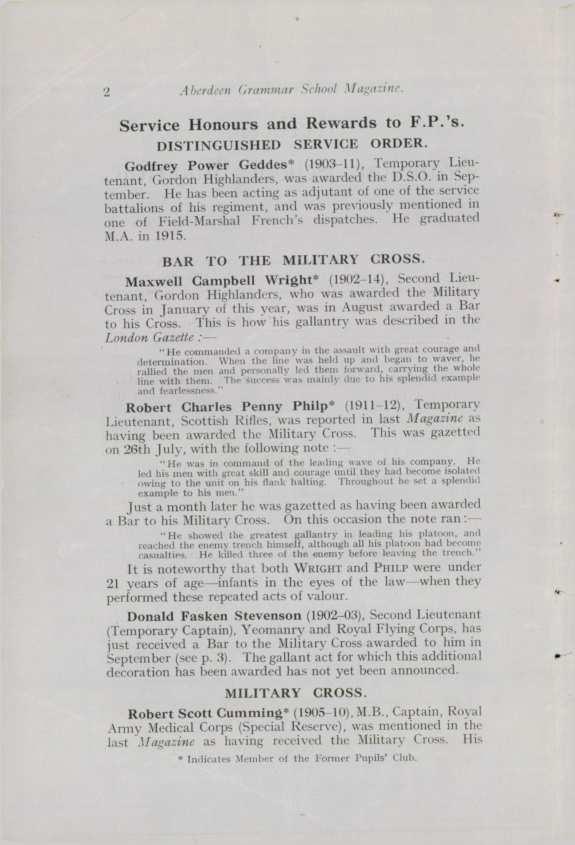 2 Aberdeen Grammar School Magazine.
Service Honours and Rewards to F.P.'s.
DISTINGUISHED SERVICE ORDER.
Godfrey Power Geddes* (1903–11), Temporary Lieu-
tenant, Gordon Highlanders, was awarded the D.S.O. in Sep-
tember. He has been acting as adjutant of one of the service
battalions of his regiment, and was previously mentioned in
one of Field-Marshal French's dispatches. He graduated
M.A. in 1915.
BAR TO THE MILITARY CROSS.
Maxwell Campbell Wright* (1902–14), Second Lieu-
tenant, Gordon Highlanders, who was awarded the Military
Cross in January of this year, was in August awarded a Bar
to his Cross. This is how his gallantry was described in the
London Gazette :—
"He commanded a company in the assault with great courage and
determination. When the line was held up and began to waver, he
rallied the men and personally led them forward, carrying the whole
line with them. The success was mainly due to his splendid example
and fearlessness."
Robert Charles Penny Philp* (1911–12), Temporary
Lieutenant, Scottish Rifles, was reported in last Magazine as
having been awarded the Military Cross. This was gazetted
on 26th July, with the following note :—
"He was in command of the leading wave of his company. He
led his men with great skill and courage until they had become isolated
owing to the unit on his flank halting. Throughout he set a splendid
example to his men."
Just a month later he was gazetted as having been awarded
a Bar to his Military Cross. On this occasion the note ran :—
"He showed the greatest gallantry in leading his platoon, and
reached the enemy trench himself, although all his platoon had become
casualties. He killed three of the enemy before leaving the trench."
It is noteworthy that both WRIGHT and PHILP were under
21 years of age—infants in the eyes of the law—when they
performed these repeated acts of valour.
Donald Fasken Stevenson (1902–03), Second Lieutenant
(Temporary Captain), Yeomanry and Royal Flying Corps, has
just received a Bar to the Military Cross awarded to him in
September (see p. 3). The gallant act for which this additional
decoration has been awarded has not yet been announced.
MILITARY CROSS.
Robert Scott Cumming* (1905–10), M.B., Captain, Royal
Army Medical Corps (Special Reserve), was mentioned in the
last Magazine as having received the Military Cross. His
* Indicates Member of the Former Pupils' Club.